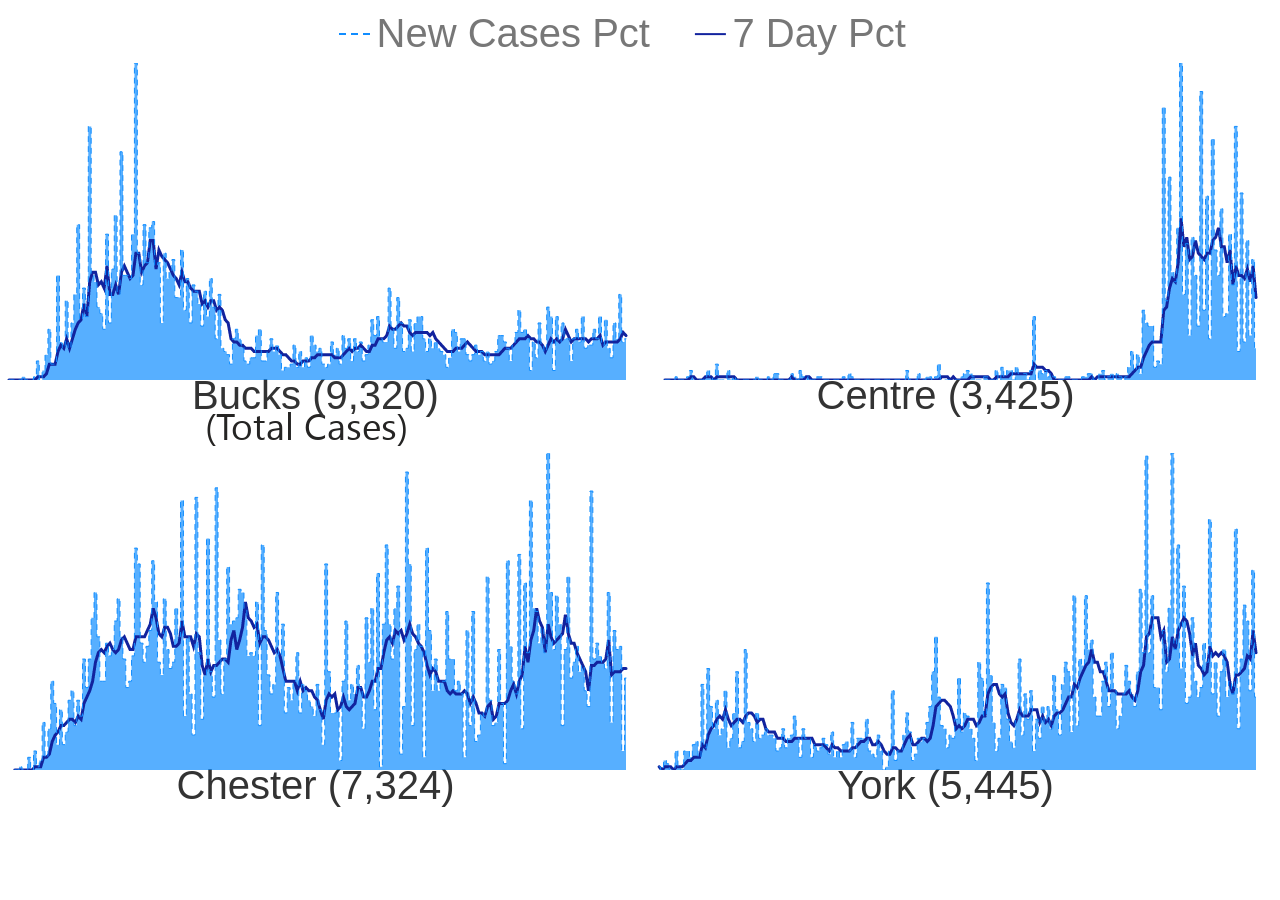 New Cases Pct 7 Day Pct
Bucks (9,320) Centre (3,425)
(Total Cases)
Chester (7,324) York (5,445)